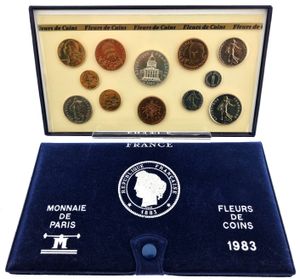 Fleurs de Coins
Fleurs de Coins
Fleurs de Coins
FRANCE
RÉPUBLIQUE FRANÇAISE
1983
MONNAIE
DE
PARIS
FLEURS
DE
COINS
1983